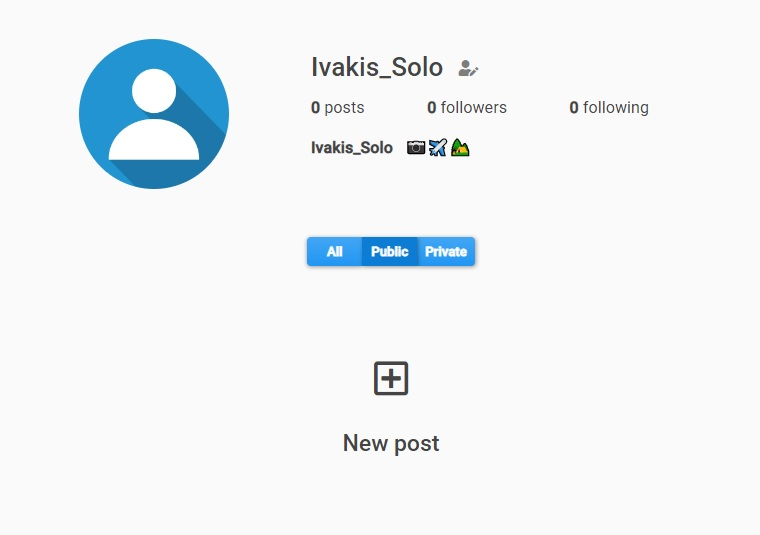 Ivakis_Solo
0 posts 0 followers 0 following
Ivakis_Solo 📷✈️🏕️
All Public Private
New post